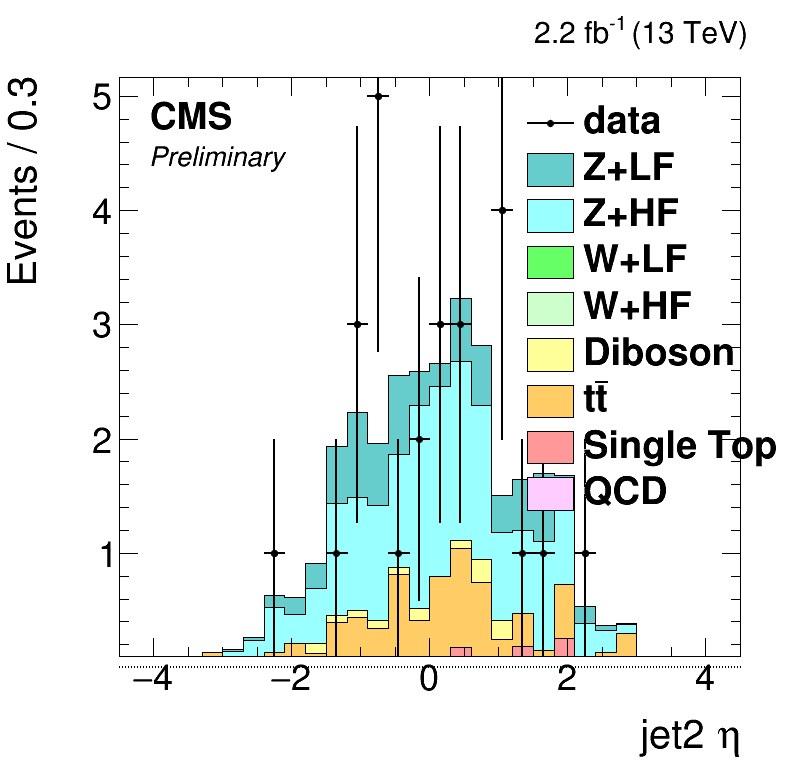 2.2 fb⁻¹ (13 TeV)
Events / 0.3
5
4
3
2
1
CMS
Preliminary
data
Z+LF
Z+HF
W+LF
W+HF
Diboson
tt̄
Single Top
QCD
−4 −2 0 2 4
jet2 η